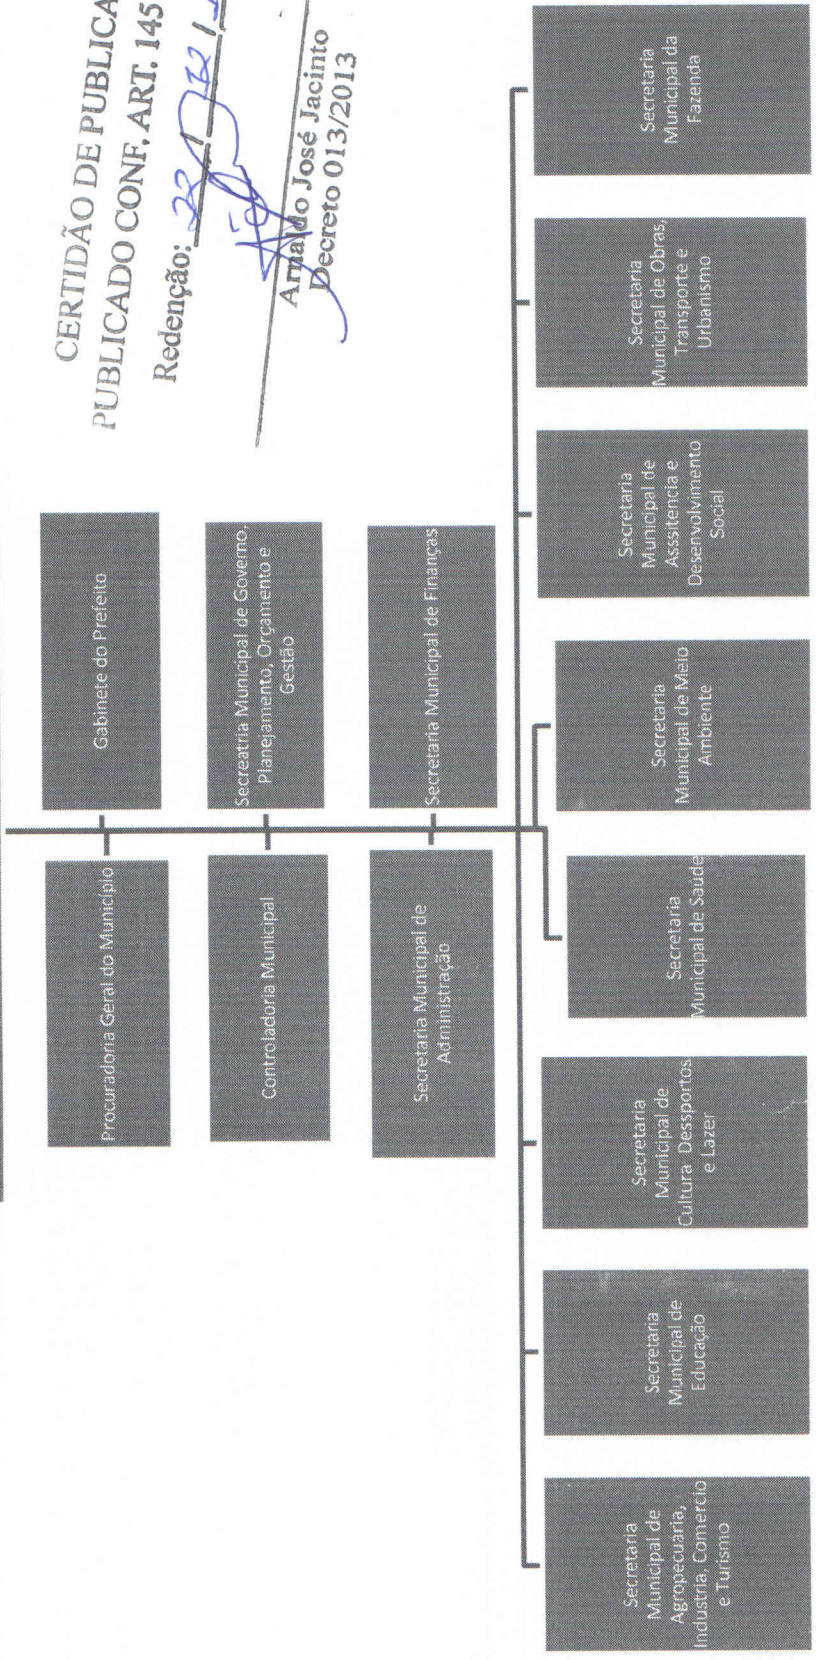 CERTIDÃO DE PUBLICA
PUBLICADO CONF. ART. 145
Redenção:
Arnaldo José Jacinto
Decreto 013/2013
Procuradoria Geral do Município
Gabinete do Prefeito
Controladoria Municipal
Secreatria Municipal de Governo,
Planejamento, Orçamento e
Gestão
Secretaria Municipal de
Administração
Secretaria Municipal de Finanças
Secretaria
Municipal de
Agropecuaria,
Industria, Comercio
e Turismo
Secretaria
Municipal de
Educação
Secretaria
Municipal de
Cultura Dessportos
e Lazer
Secretaria
Municipal de Saude
Secretaria
Municipal de Meio
Ambiente
Secretaria
Municipal de
Asssitencia e
Desenvolvimento
Social
Secretaria
Municipal de Obras,
Transporte e
Urbanismo
Secretaria
Municipal da
Fazenda